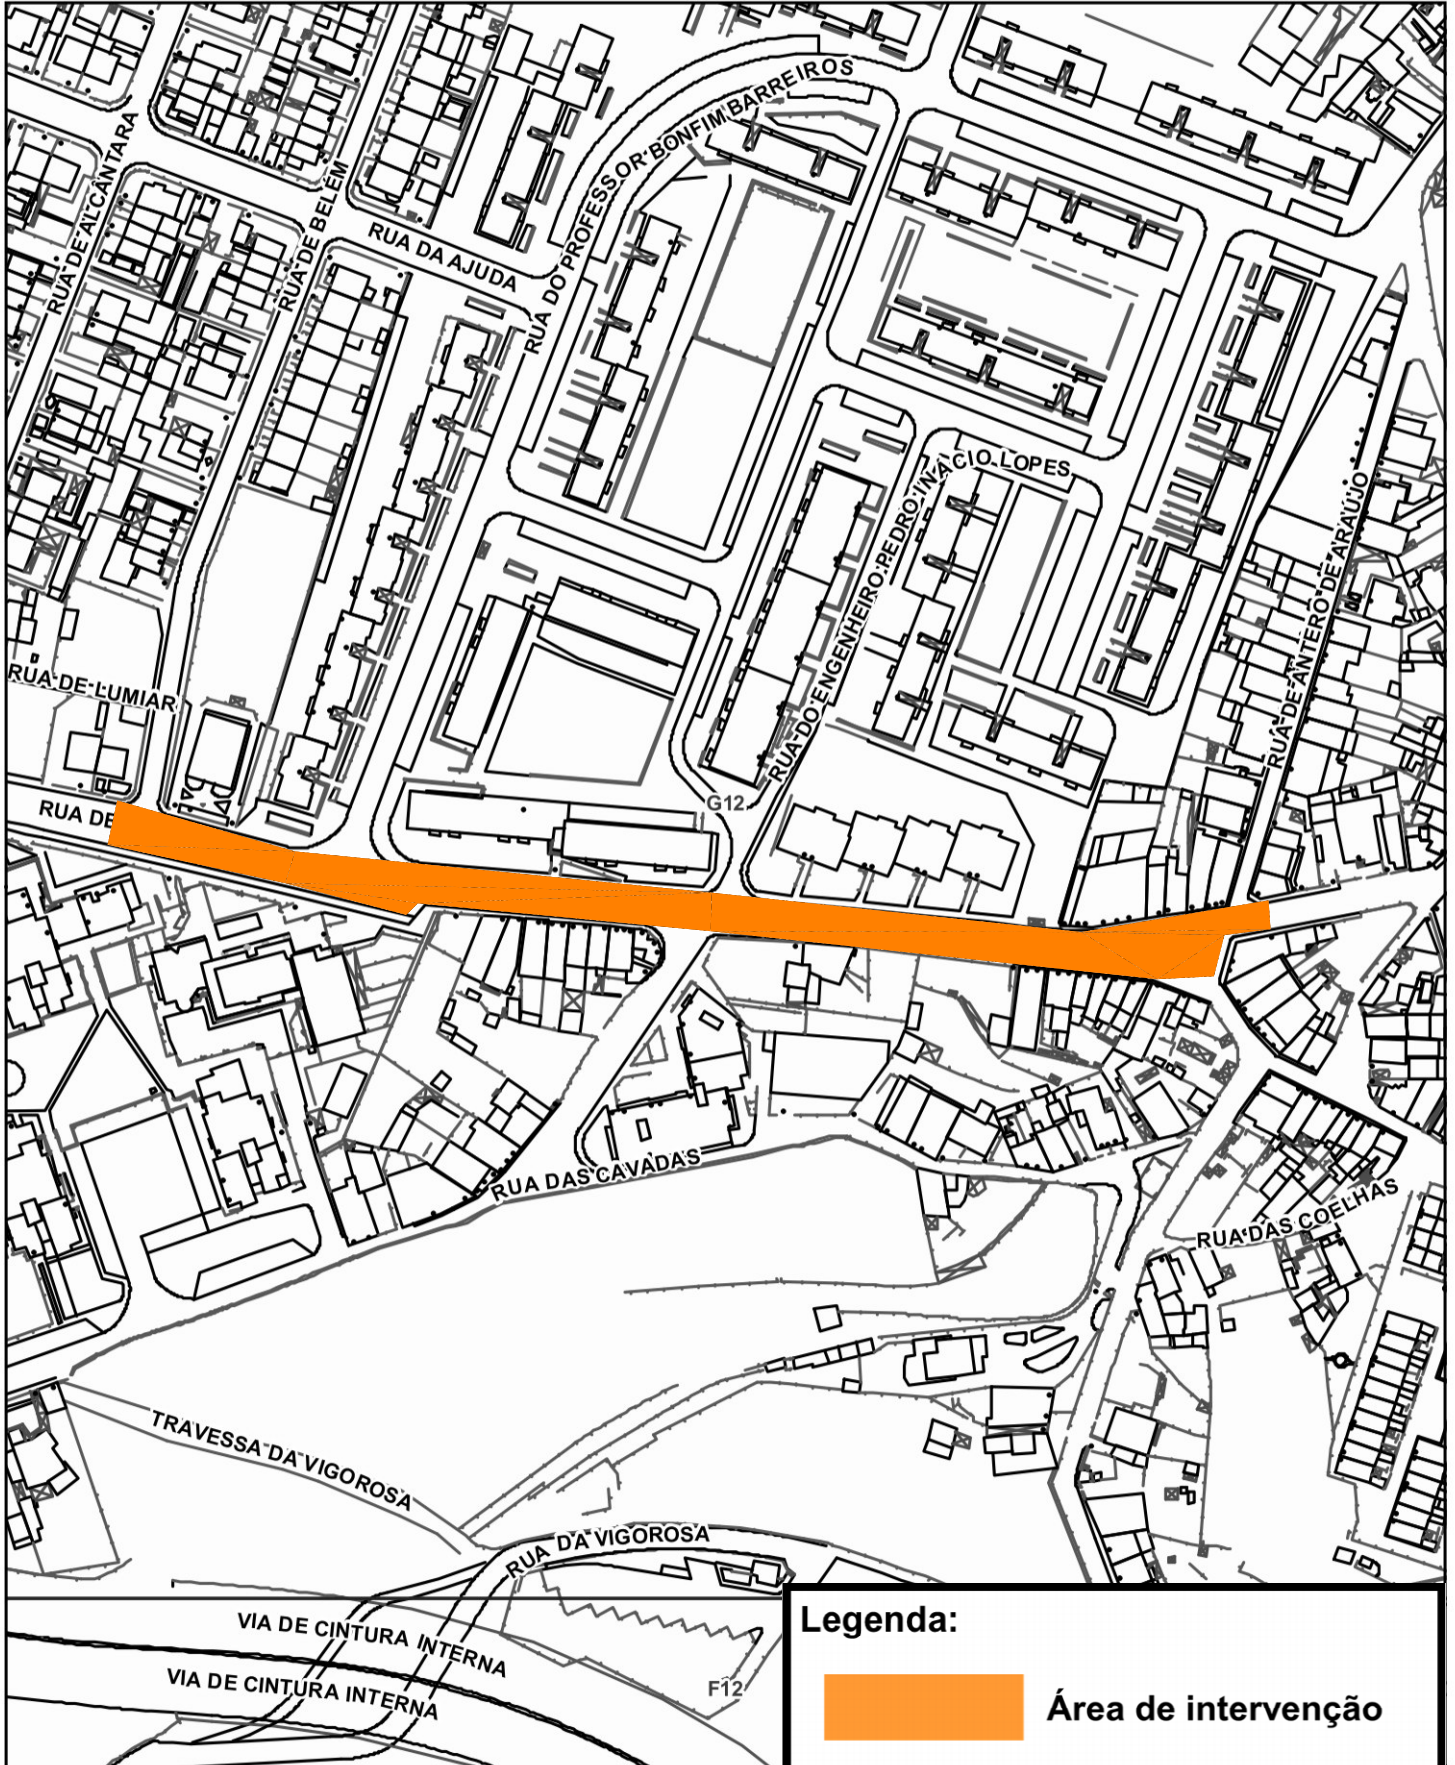 RUA DO PROFESSOR BONFIM BARREIROS
RUA DE ALCÂNTARA
RUA DE BELÉM
RUA DA AJUDA
RUA DO ENGENHEIRO PEDRO INÁCIO LOPES
RUA DE ANTERO DE ARAÚJO
RUA DE LUMIAR
G12
RUA DE
RUA DAS CAVADAS
RUA DAS COELHAS
TRAVESSA DA VIGOROSA
RUA DA VIGOROSA
VIA DE CINTURA INTERNA
VIA DE CINTURA INTERNA
F12
Legenda:
Área de intervenção